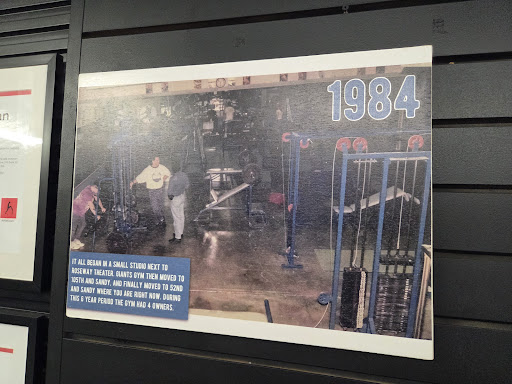 1984
IT ALL BEGAN IN A SMALL STUDIO NEXT TO
ROSEWAY THEATER. GIANTS GYM THEN MOVED TO
105TH AND SANDY, AND FINALLY MOVED TO 52ND
AND SANDY WHERE YOU ARE RIGHT NOW. DURING
THIS 6 YEAR PERIOD THE GYM HAD 4 OWNERS.